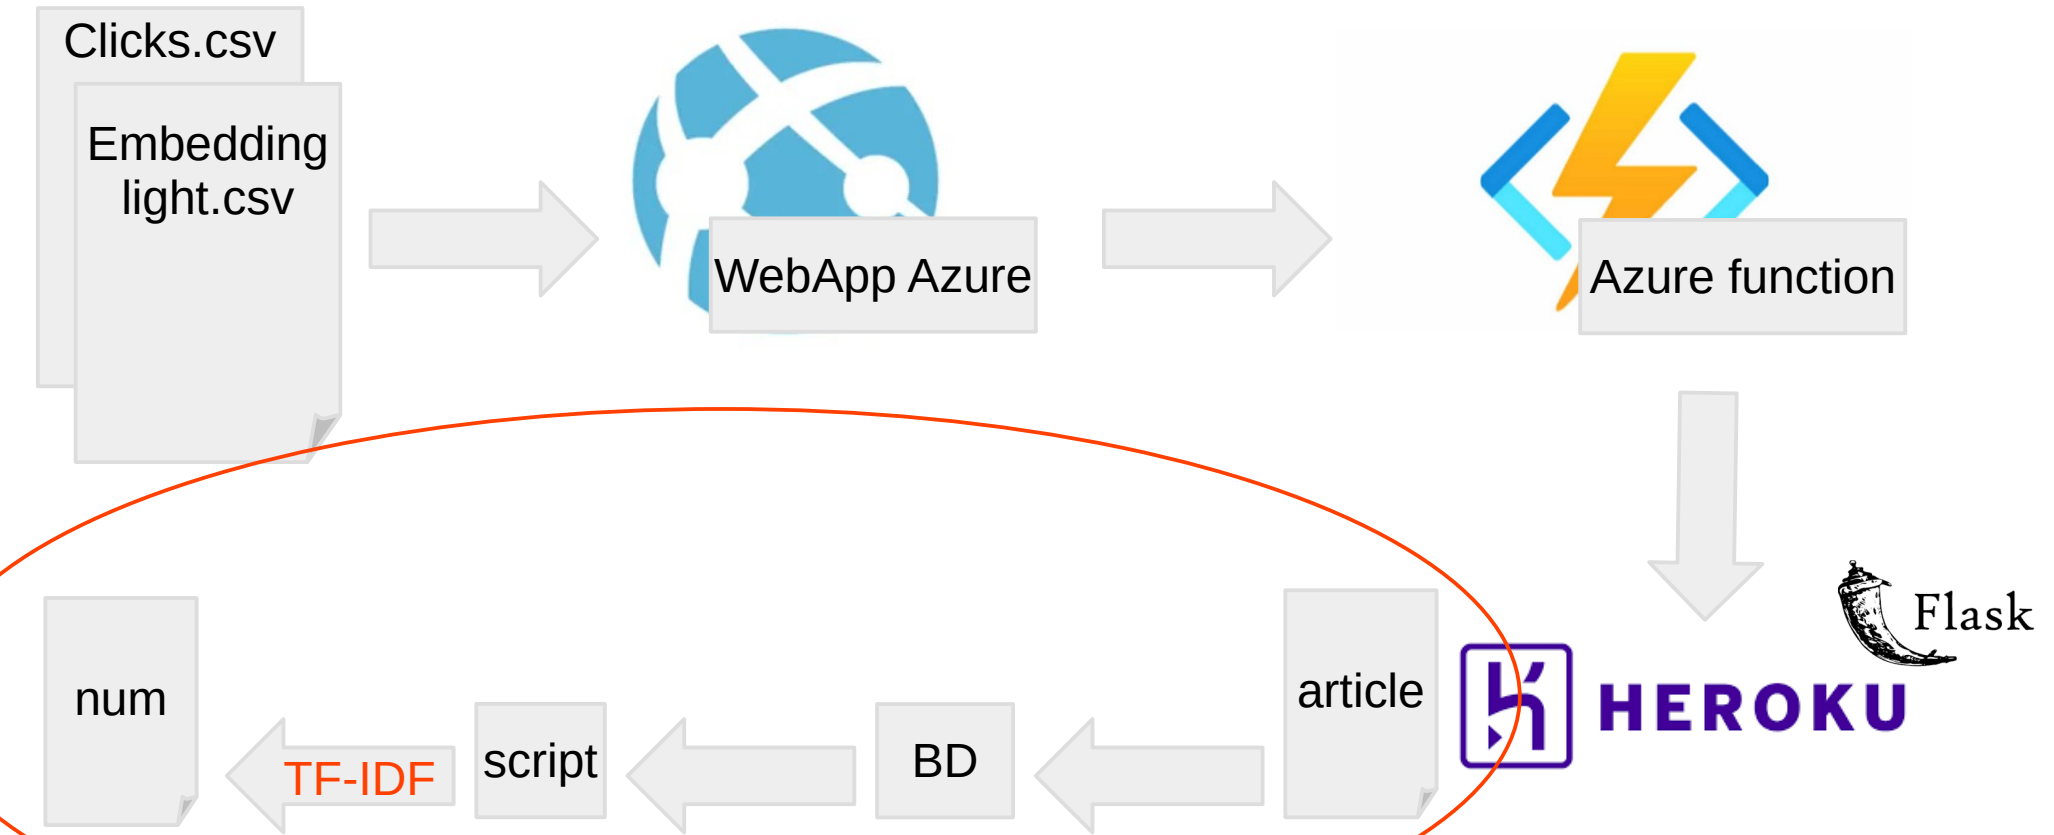 Clicks.csv
Embedding
light.csv
WebApp Azure
Azure function
Flask
HEROKU
article
BD
script
TF-IDF
num